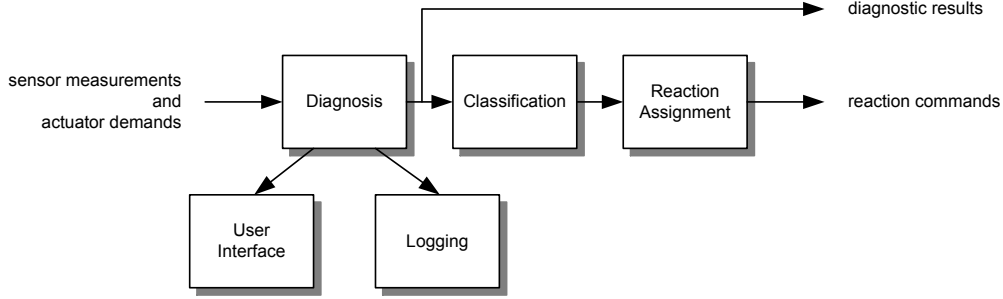 diagnostic results
sensor measurements
and
actuator demands
Diagnosis
Classification
Reaction
Assignment
reaction commands
User
Interface
Logging